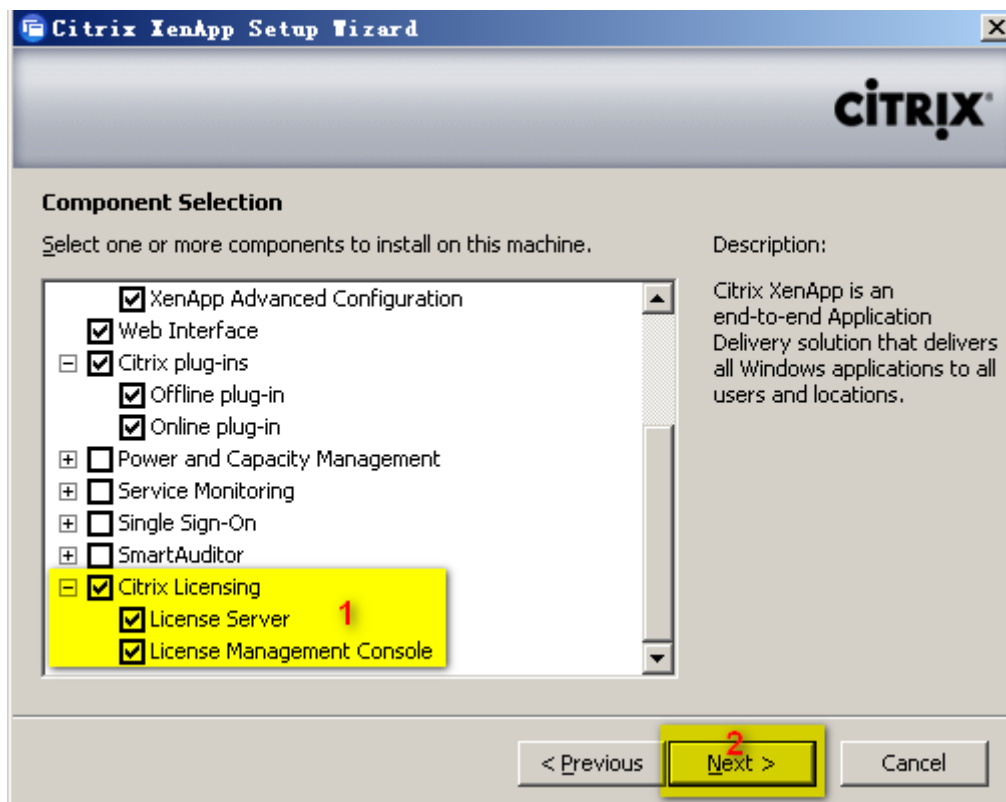 Citrix XenApp Setup Wizard
CİTRIX
Component Selection
Select one or more components to install on this machine.
XenApp Advanced Configuration
Web Interface
Citrix plug-ins
Offline plug-in
Online plug-in
Power and Capacity Management
Service Monitoring
Single Sign-On
SmartAuditor
Citrix Licensing
License Server
1
License Management Console
Description:
Citrix XenApp is an
end-to-end Application
Delivery solution that delivers
all Windows applications to all
users and locations.
< Previous
2
Next >
Cancel